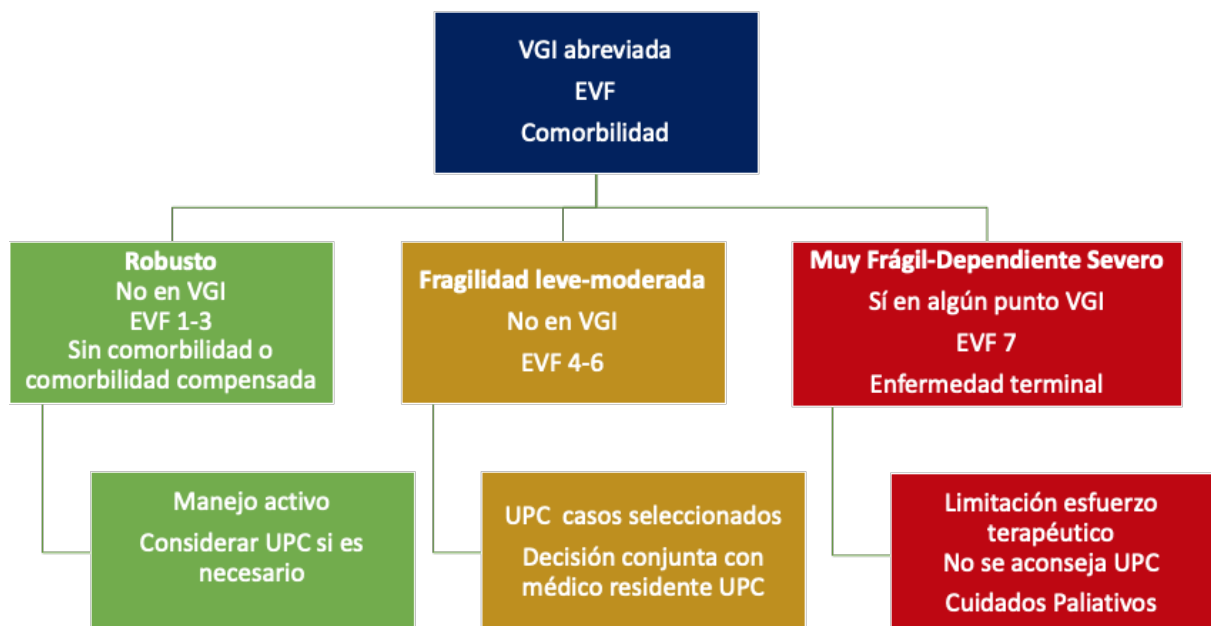 VGI abreviada
EVF
Comorbilidad
Robusto
No en VGI
EVF 1-3
Sin comorbilidad o
comorbilidad compensada
Fragilidad leve-moderada
No en VGI
EVF 4-6
Muy Frágil-Dependiente Severo
Sí en algún punto VGI
EVF 7
Enfermedad terminal
Manejo activo
Considerar UPC si es
necesario
UPC casos seleccionados
Decisión conjunta con
médico residente UPC
Limitación esfuerzo
terapéutico
No se aconseja UPC
Cuidados Paliativos